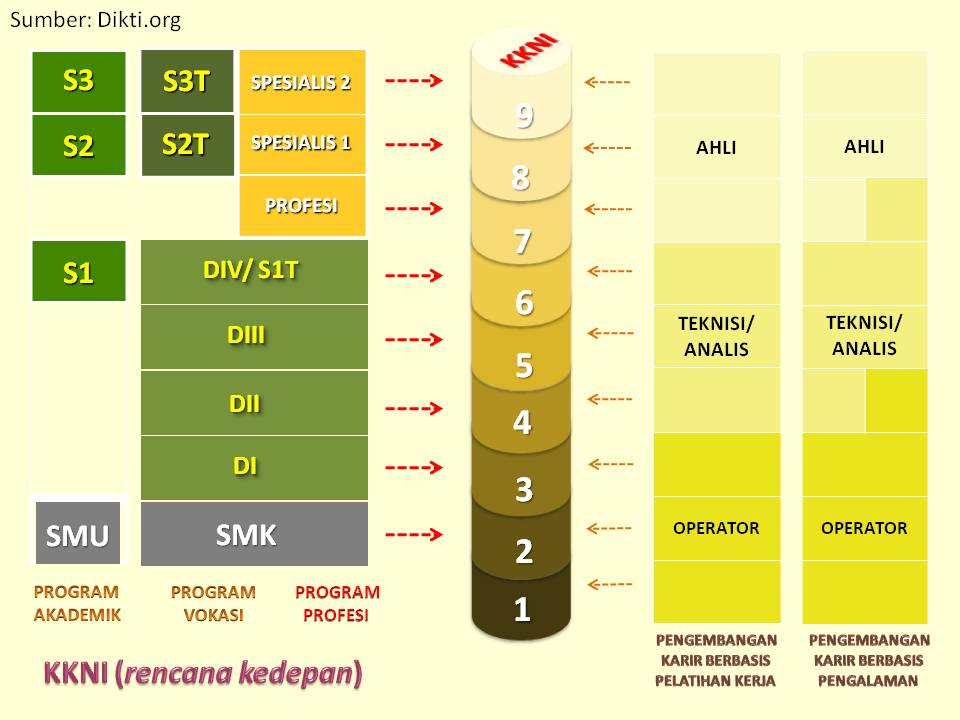 Sumber: Dikti.org
KKNI
S3
S3T
SPESIALIS 2
9
S2
S2T
SPESIALIS 1
8
AHLI
AHLI
PROFESI
7
S1
DIV/ S1T
6
DIII
5
TEKNISI/
ANALIS
TEKNISI/
ANALIS
DII
4
DI
3
SMU
SMK
2
OPERATOR
OPERATOR
1
PROGRAM
AKADEMIK
PROGRAM
VOKASI
PROGRAM
PROFESI
PENGEMBANGAN
KARIR BERBASIS
PELATIHAN KERJA
PENGEMBANGAN
KARIR BERBASIS
PENGALAMAN
KKNI (rencana kedepan)